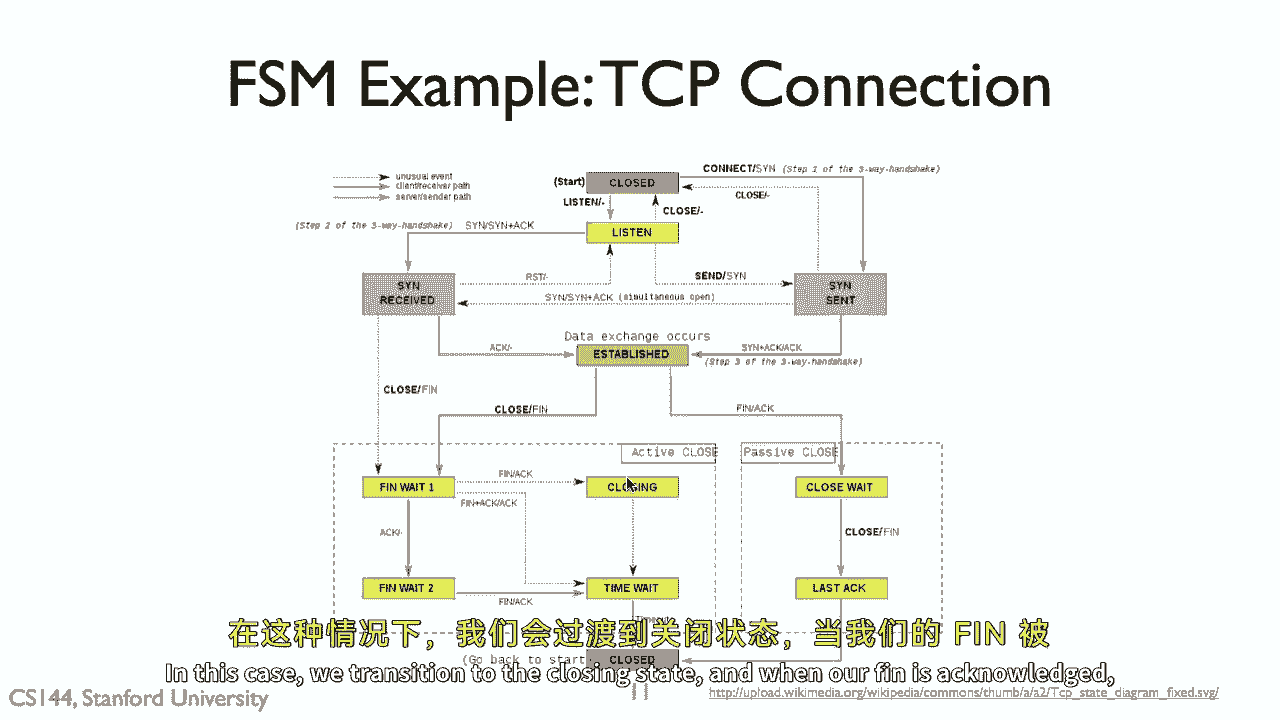 FSM Example: TCP Connection
CONNECT/SYN (Step 1 of the 3-way-handshake)
unusual event
client/receiver path
server/sender path
(Start)
CLOSED
CLOSE/-
LISTEN/-
CLOSE/-
(Step 2 of the 3-way-handshake) SYN/SYN+ACK
LISTEN
RST/-
SEND/SYN
SYN
RECEIVED
SYN
SENT
SYN/SYN+ACK (simultaneous open)
Data exchange occurs
ACK/-
ESTABLISHED
SYN+ACK/ACK
(Step 3 of the 3-way-handshake)
CLOSE/FIN
CLOSE/FIN
FIN/ACK
Active CLOSE
Passive CLOSE
FIN WAIT 1
FIN/ACK
CLOSING
CLOSE WAIT
FIN+ACK/ACK
ACK/-
CLOSE/FIN
FIN WAIT 2
FIN/ACK
TIME WAIT
LAST ACK
在这种情况下，我们会过渡到关闭状态，当我们的 FIN 被
(Go back to start
CLOSED
In this case, we transition to the closing state, and when our fin is acknowledged,
CS144, Stanford University
http://upload.wikimedia.org/wikipedia/commons/thumb/a/a2/Tcp_state_diagram_fixed.svg/